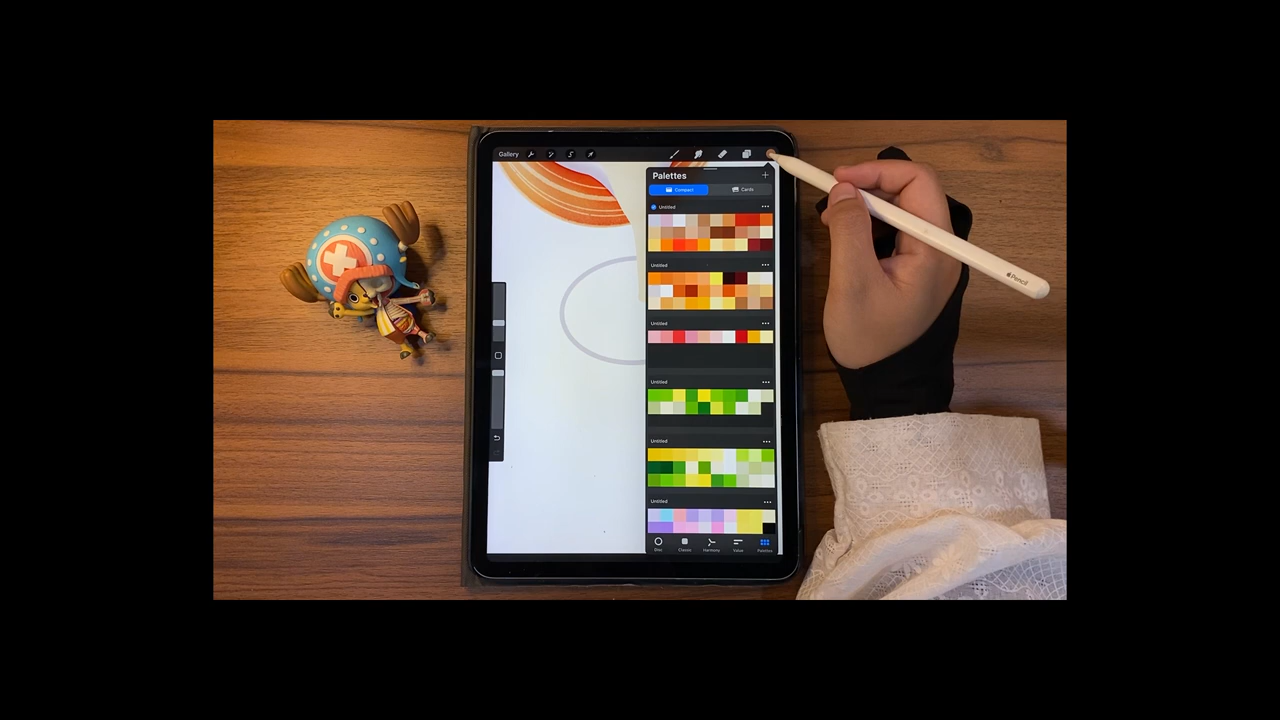 Gallery
Palettes
Compact
Cards
Untitled
Untitled
Untitled
Untitled
Untitled
Untitled
Disc
Classic
Harmony
Value
Palettes
Pencil